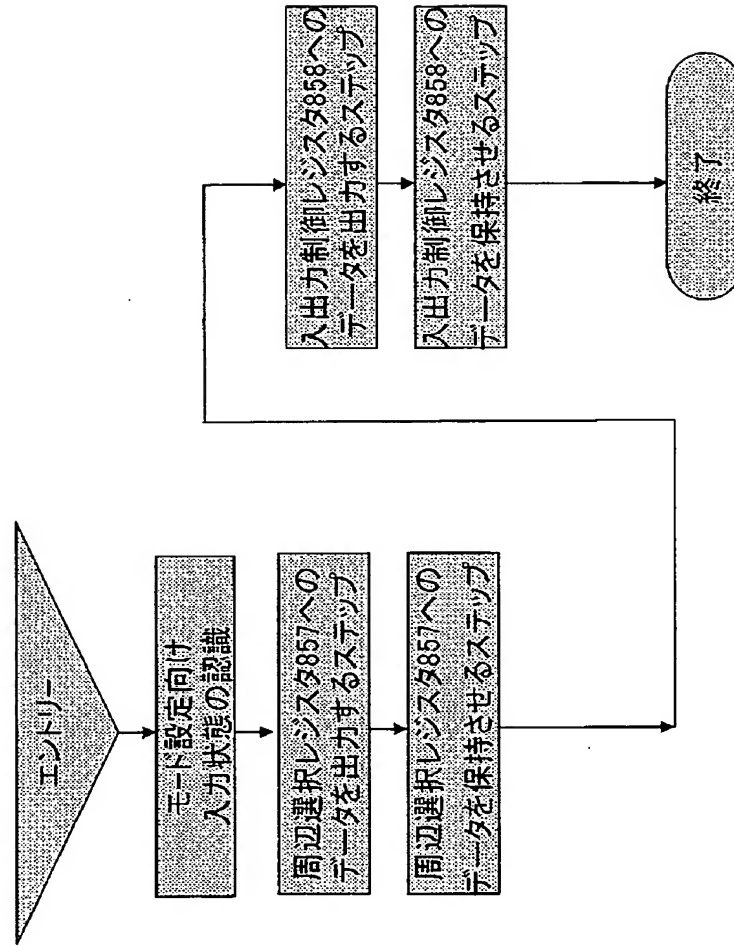 エントリー
モード設定向け
入力状態の認識
周辺選択レジスタ857への
データを出力するステップ
周辺選択レジスタ857への
データを保持させるステップ
入出力制御レジスタ858への
データを出力するステップ
入出力制御レジスタ858への
データを保持させるステップ
終了